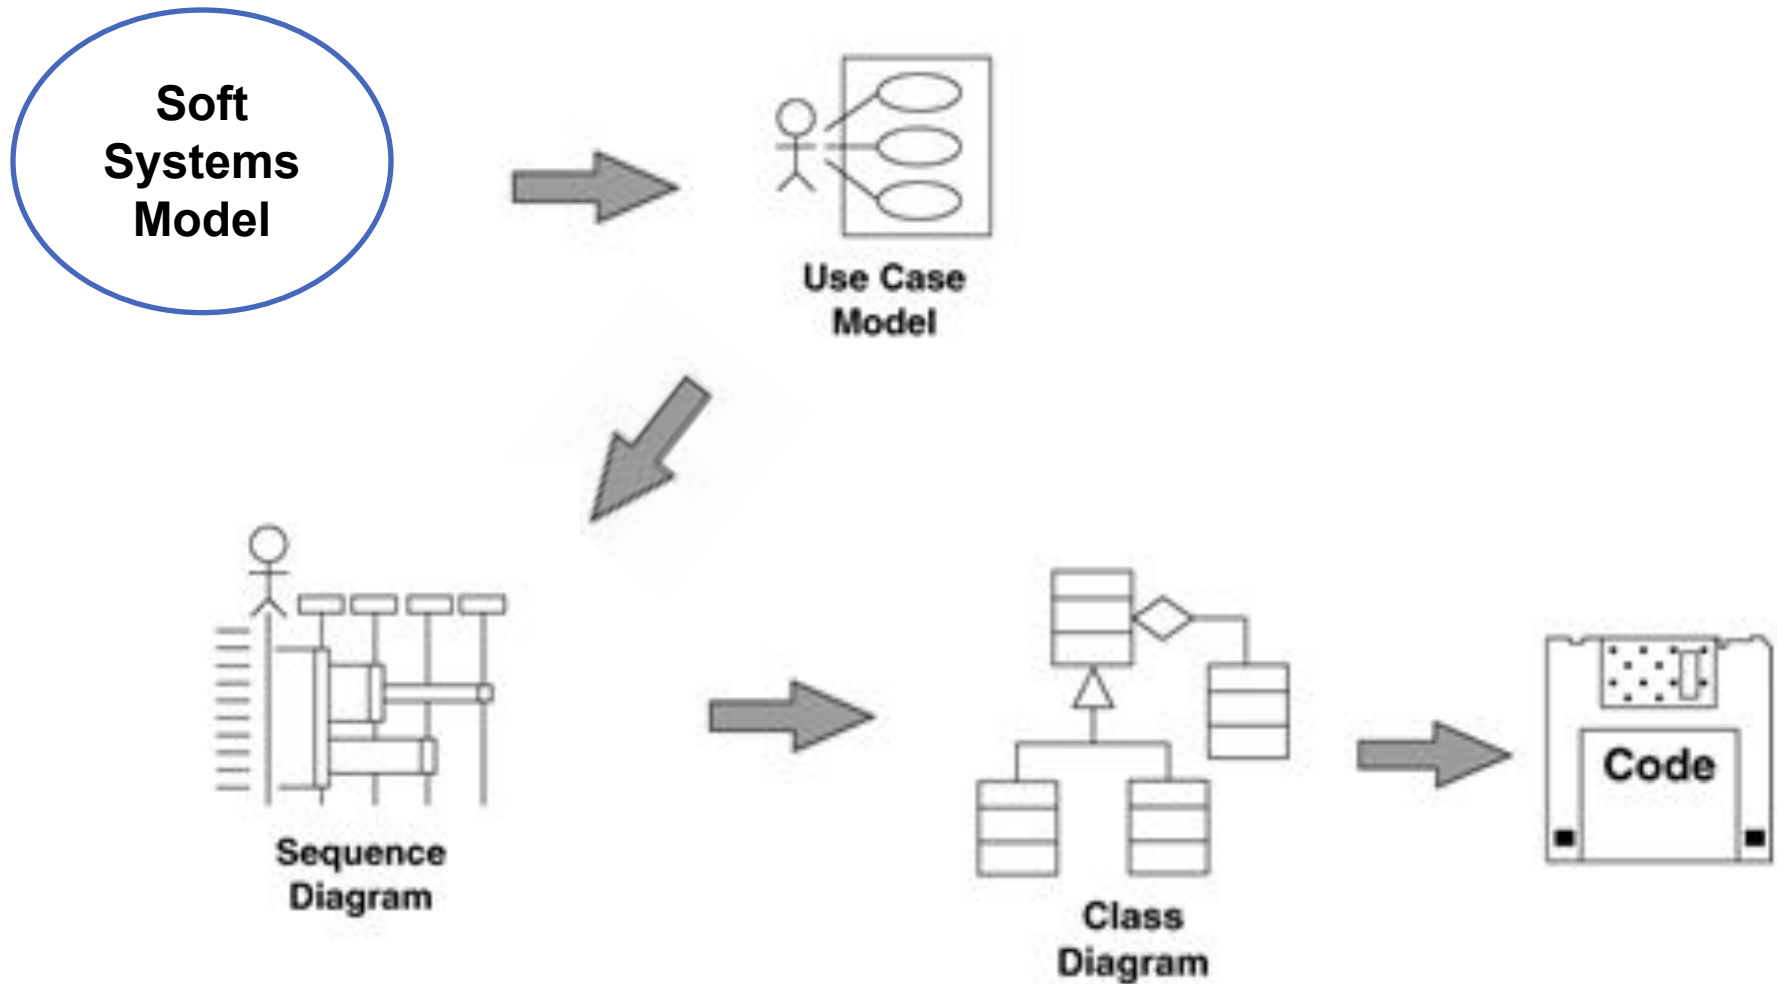 Soft
Systems
Model
Use Case
Model
Sequence
Diagram
Class
Diagram
Code